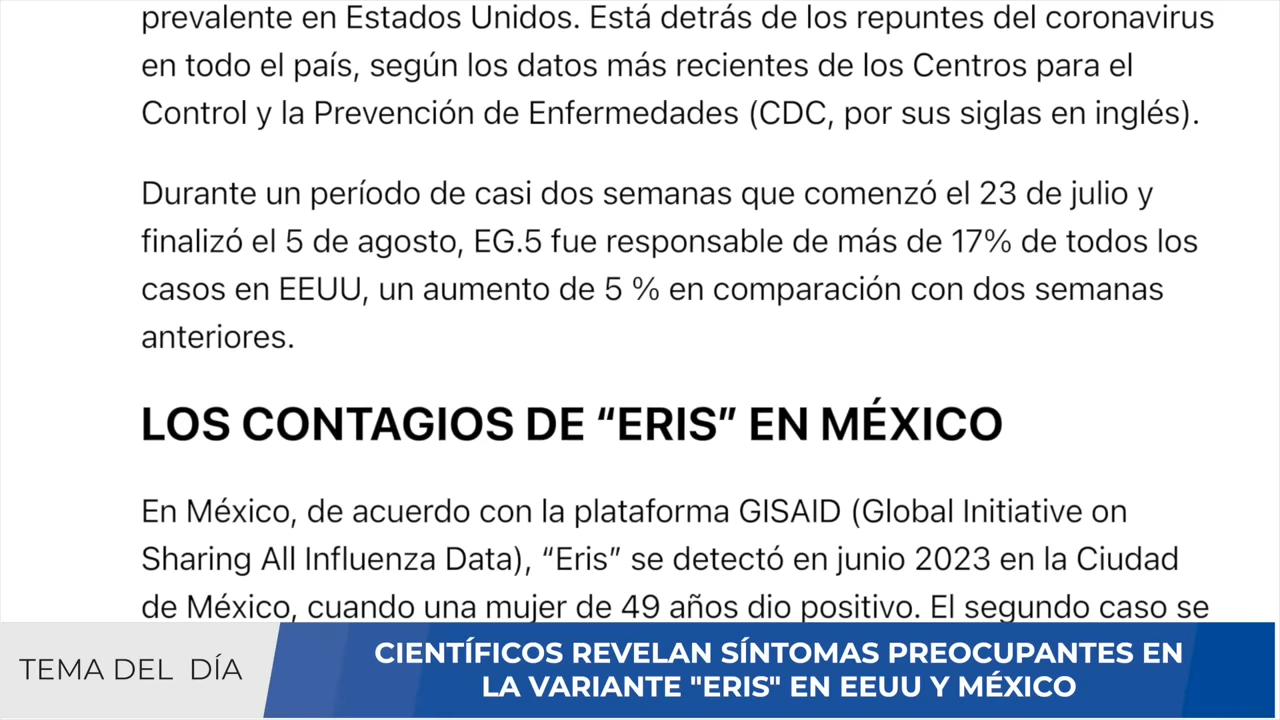 prevalente en Estados Unidos. Está detrás de los repuntes del coronavirus
en todo el país, según los datos más recientes de los Centros para el
Control y la Prevención de Enfermedades (CDC, por sus siglas en inglés).
Durante un período de casi dos semanas que comenzó el 23 de julio y
finalizó el 5 de agosto, EG.5 fue responsable de más de 17% de todos los
casos en EEUU, un aumento de 5 % en comparación con dos semanas
anteriores.
LOS CONTAGIOS DE “ERIS” EN MÉXICO
En México, de acuerdo con la plataforma GISAID (Global Initiative on
Sharing All Influenza Data), “Eris” se detectó en junio 2023 en la Ciudad
de México, cuando una mujer de 49 años dio positivo. El segundo caso se
TEMA DEL DÍA
CIENTÍFICOS REVELAN SÍNTOMAS PREOCUPANTES EN
LA VARIANTE "ERIS" EN EEUU Y MÉXICO